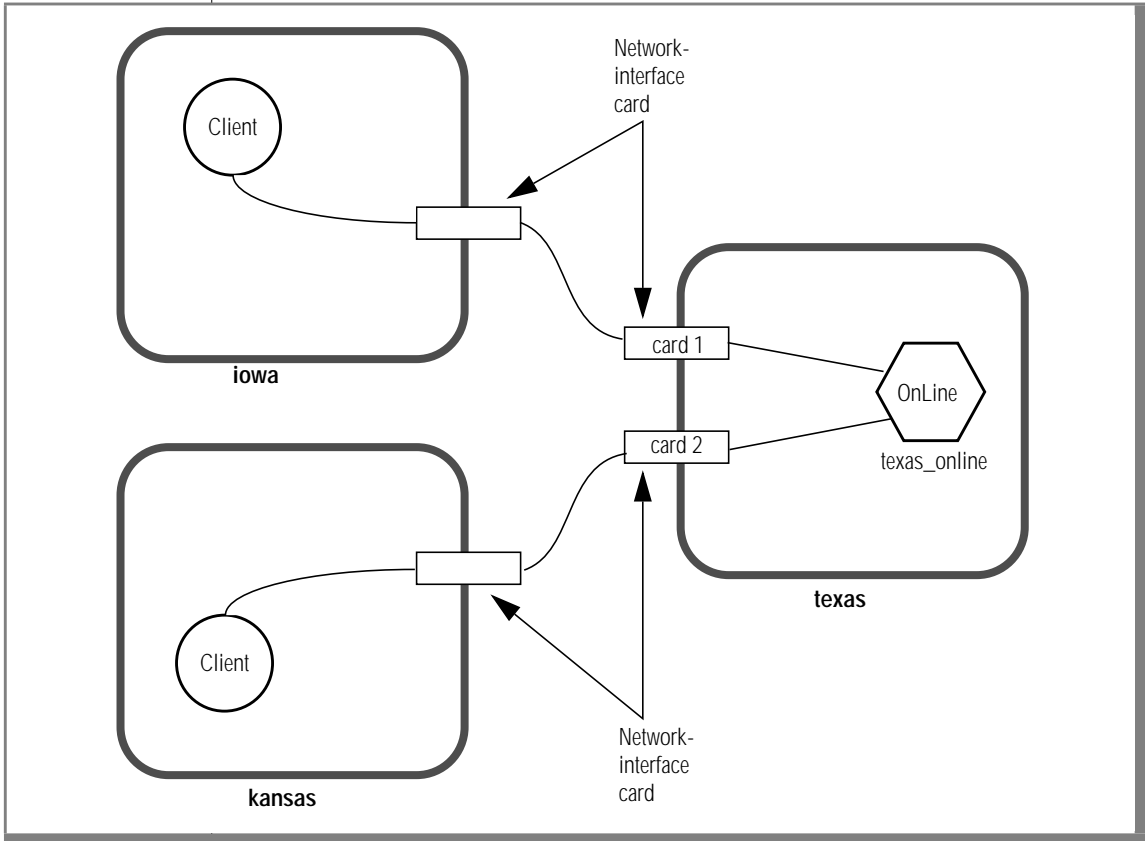 Network-
interface
card
Client
iowa
card 1
OnLine
card 2
texas_online
texas
Client
kansas
Network-
interface
card